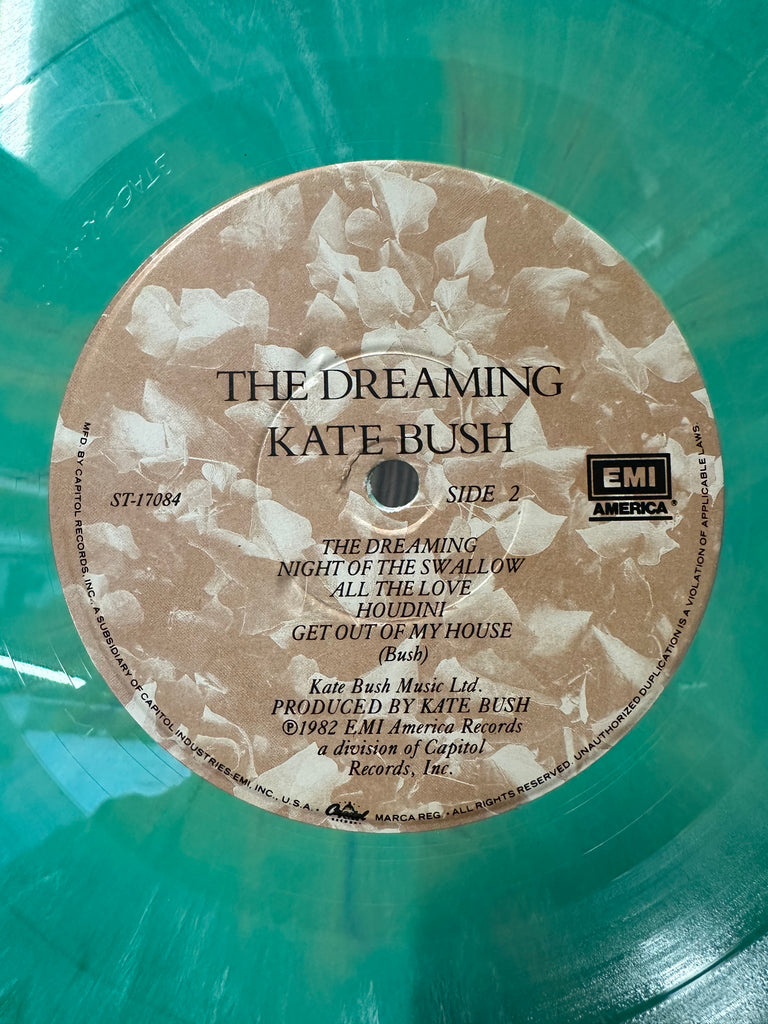 THE DREAMING
KATE BUSH
ST-17084
SIDE 2
EMI
AMERICA®
THE DREAMING
NIGHT OF THE SWALLOW
ALL THE LOVE
HOUDINI
GET OUT OF MY HOUSE
(Bush)
Kate Bush Music Ltd.
PRODUCED BY KATE BUSH
℗1982 EMI America Records
a division of Capitol
Records, Inc.
MFD. BY CAPITOL RECORDS, INC., A SUBSIDIARY OF CAPITOL INDUSTRIES-EMI, INC., U.S.A. • Capitol RECORDS MARCA REG. • ALL RIGHTS RESERVED. UNAUTHORIZED DUPLICATION IS A VIOLATION OF APPLICABLE LAWS.